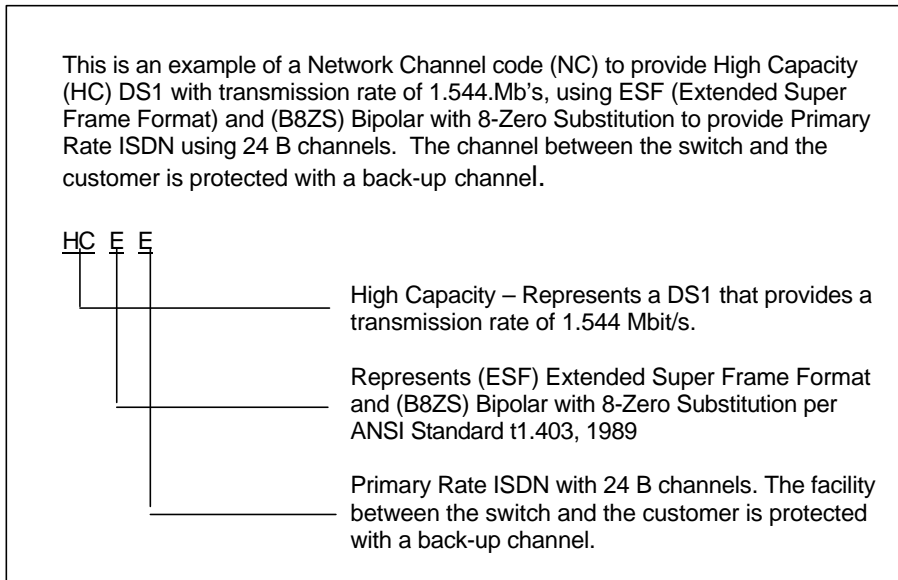 This is an example of a Network Channel code (NC) to provide High Capacity
(HC) DS1 with transmission rate of 1.544.Mb's, using ESF (Extended Super
Frame Format) and (B8ZS) Bipolar with 8-Zero Substitution to provide Primary
Rate ISDN using 24 B channels.  The channel between the switch and the
customer is protected with a back-up channel.
HC E E
High Capacity – Represents a DS1 that provides a
transmission rate of 1.544 Mbit/s.
Represents (ESF) Extended Super Frame Format
and (B8ZS) Bipolar with 8-Zero Substitution per
ANSI Standard t1.403, 1989
Primary Rate ISDN with 24 B channels. The facility
between the switch and the customer is protected
with a back-up channel.